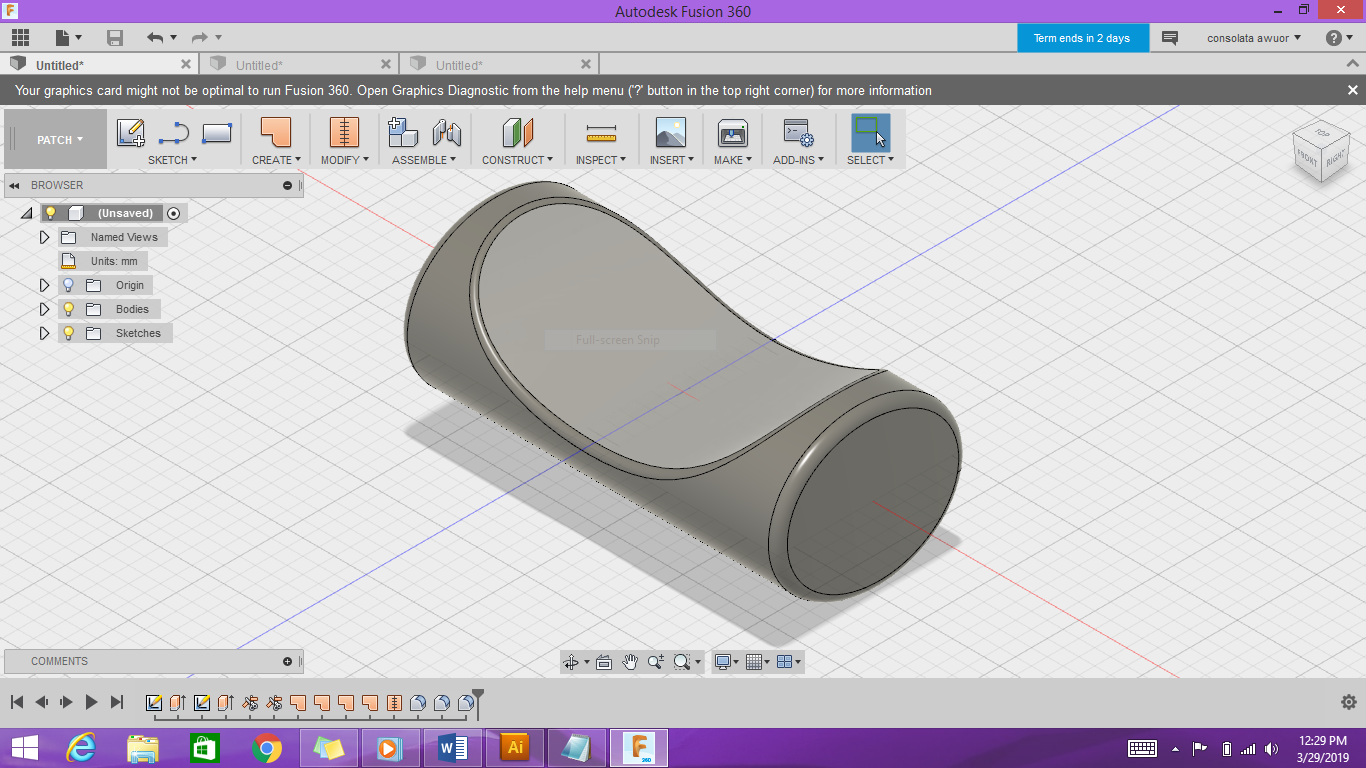 Autodesk Fusion 360
Term ends in 2 days
consolata awuor
Untitled*
Untitled*
Untitled*
Your graphics card might not be optimal to run Fusion 360. Open Graphics Diagnostic from the help menu ('?' button in the top right corner) for more information
PATCH
SKETCH
CREATE
MODIFY
ASSEMBLE
CONSTRUCT
INSPECT
INSERT
MAKE
ADD-INS
SELECT
TOP
FRONT
RIGHT
BROWSER
(Unsaved)
Named Views
Units: mm
Origin
Bodies
Sketches
Full-screen Snip
COMMENTS
Ai
360
12:29 PM
3/29/2019